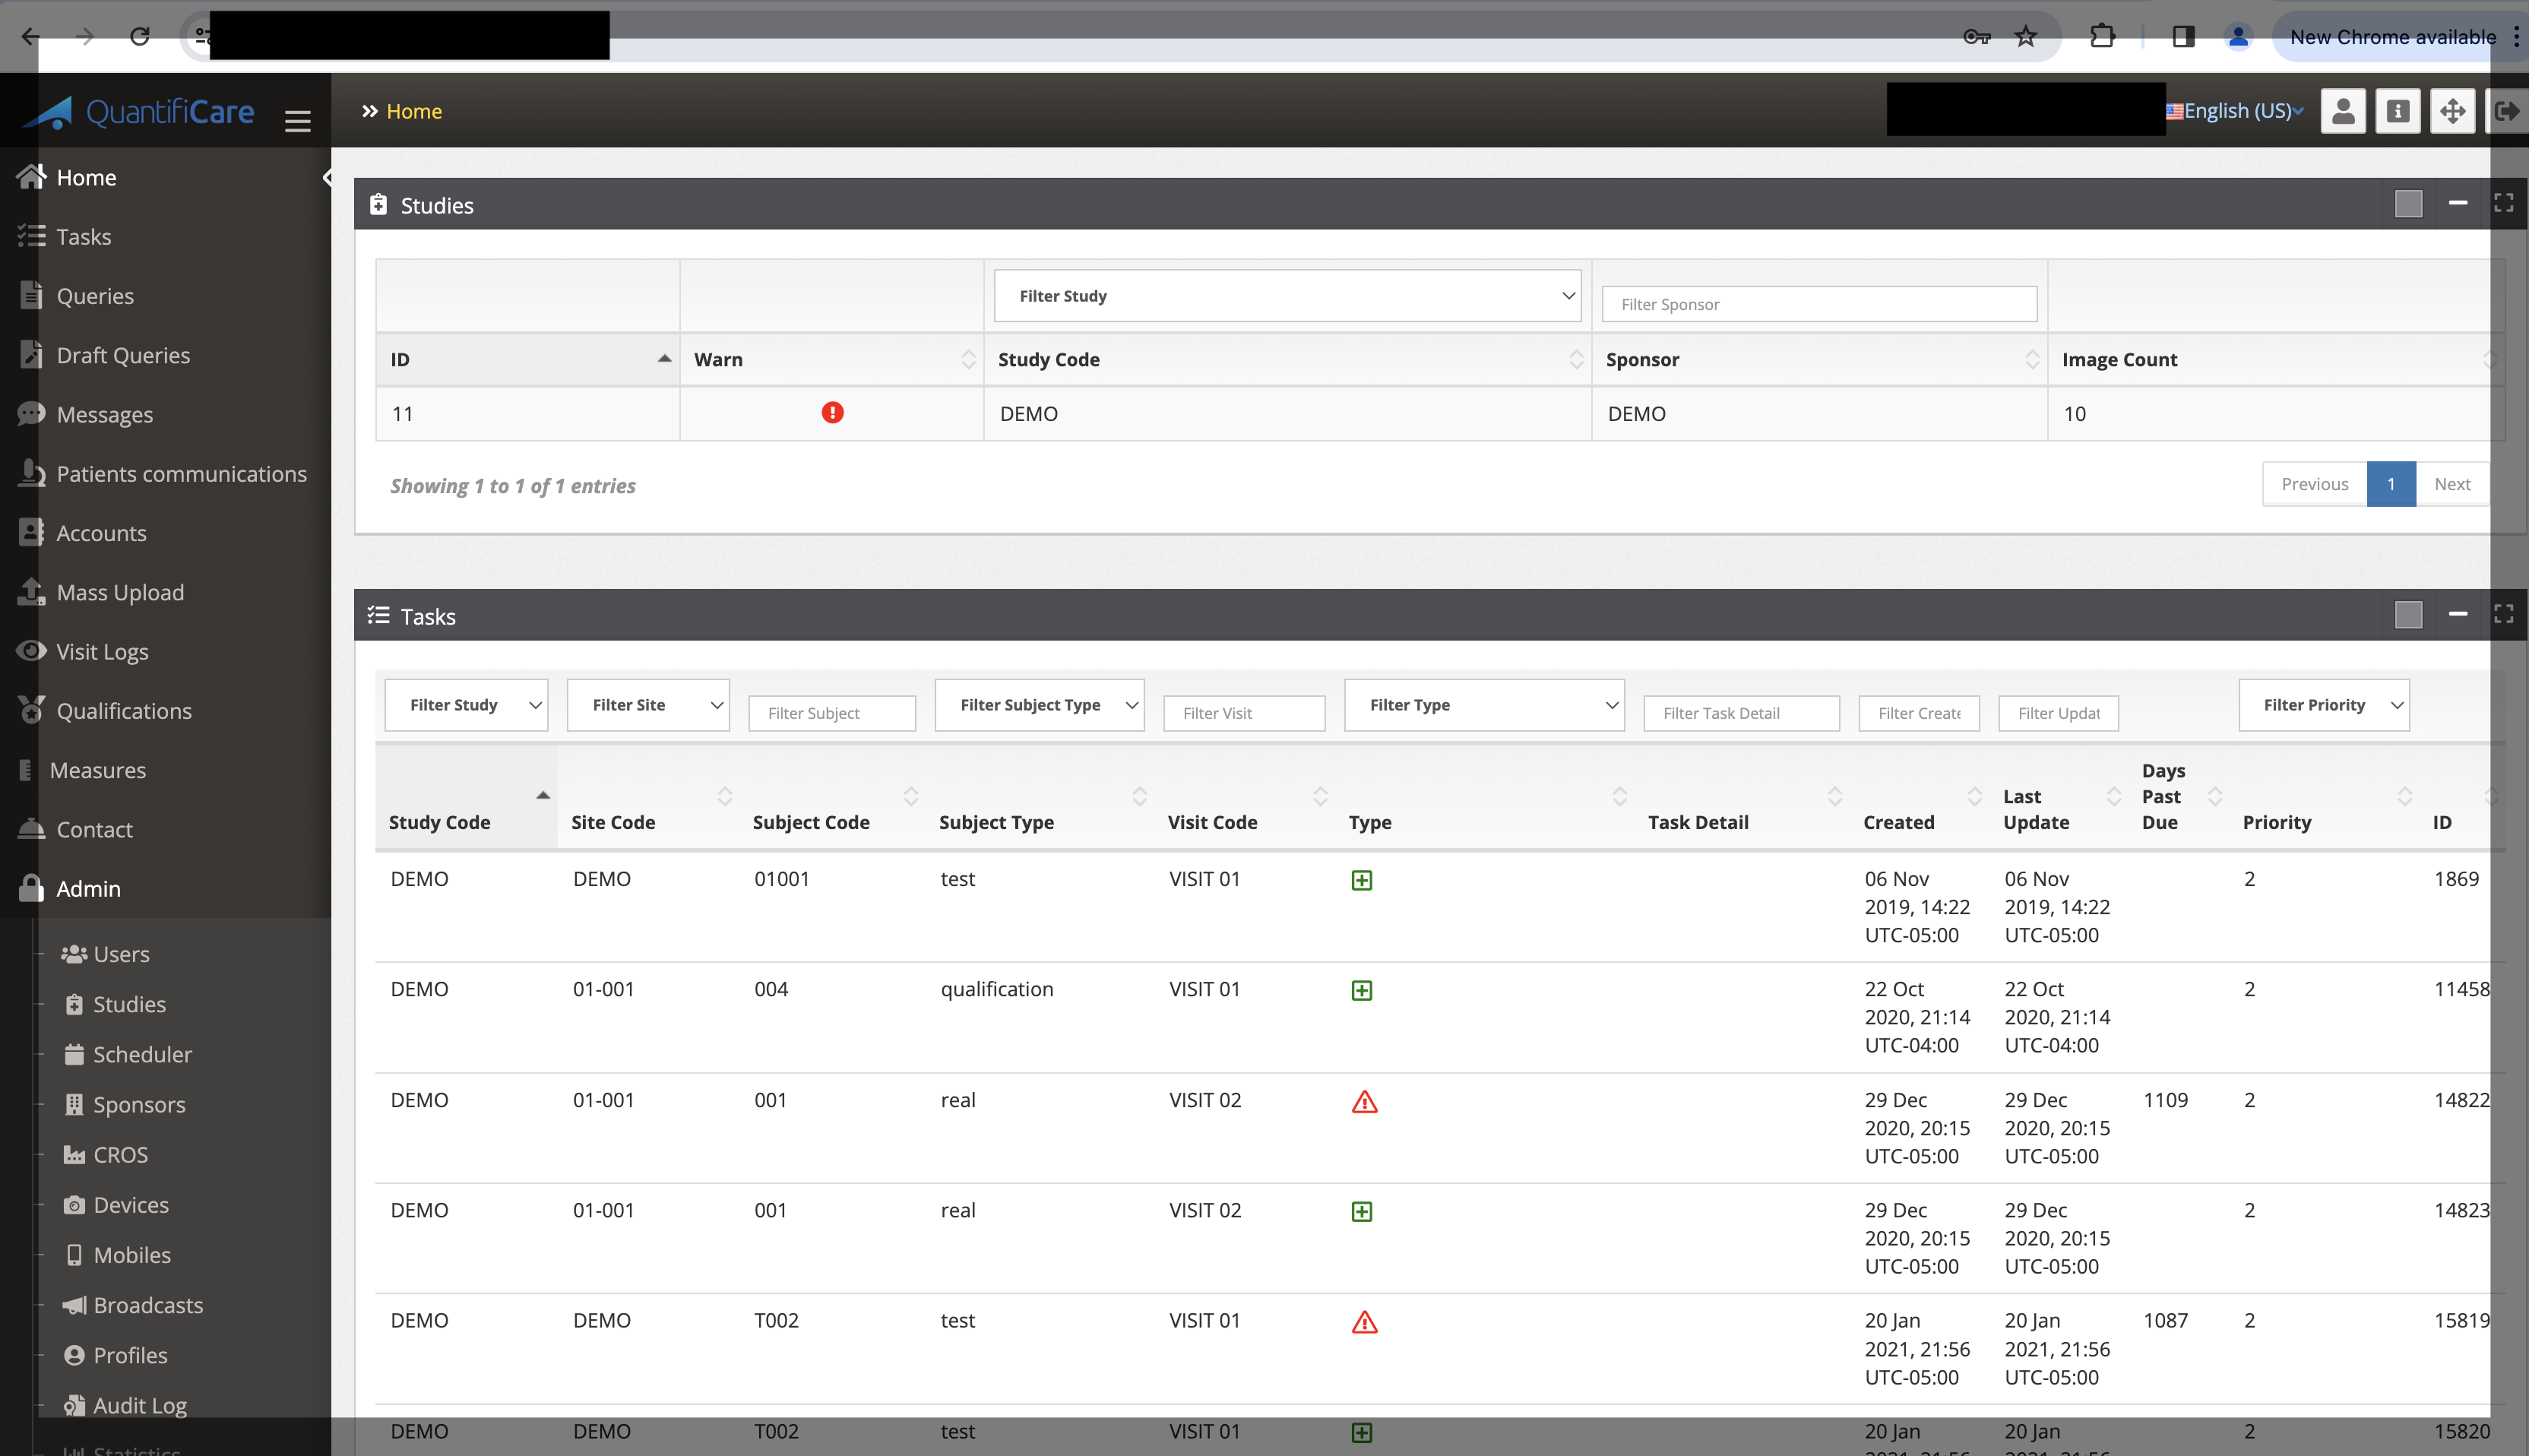 New Chrome available
QuantifiCare
Home
English (US)
Home
Tasks
Queries
Draft Queries
Messages
Patients communications
Accounts
Mass Upload
Visit Logs
Qualifications
Measures
Contact
Admin
Users
Studies
Scheduler
Sponsors
CROS
Devices
Mobiles
Broadcasts
Profiles
Audit Log
Statistics
Studies
Filter Study
Filter Sponsor
ID Warn Study Code Sponsor Image Count
11 DEMO DEMO 10
Showing 1 to 1 of 1 entries
Previous 1 Next
Tasks
Filter Study Filter Site Filter Subject Filter Subject Type Filter Visit Filter Type Filter Task Detail Filter Create Filter Updat Filter Priority
Study Code Site Code Subject Code Subject Type Visit Code Type Task Detail Created Last Update Days Past Due Priority ID
DEMO DEMO 01001 test VISIT 01 06 Nov 06 Nov 2 1869
2019, 14:22 2019, 14:22
UTC-05:00 UTC-05:00
DEMO 01-001 004 qualification VISIT 01 22 Oct 22 Oct 2 11458
2020, 21:14 2020, 21:14
UTC-04:00 UTC-04:00
DEMO 01-001 001 real VISIT 02 29 Dec 29 Dec 1109 2 14822
2020, 20:15 2020, 20:15
UTC-05:00 UTC-05:00
DEMO 01-001 001 real VISIT 02 29 Dec 29 Dec 2 14823
2020, 20:15 2020, 20:15
UTC-05:00 UTC-05:00
DEMO DEMO T002 test VISIT 01 20 Jan 20 Jan 1087 2 15819
2021, 21:56 2021, 21:56
UTC-05:00 UTC-05:00
DEMO DEMO T002 test VISIT 01 20 Jan 20 Jan 2 15820
2021, 21:56 2021, 21:56